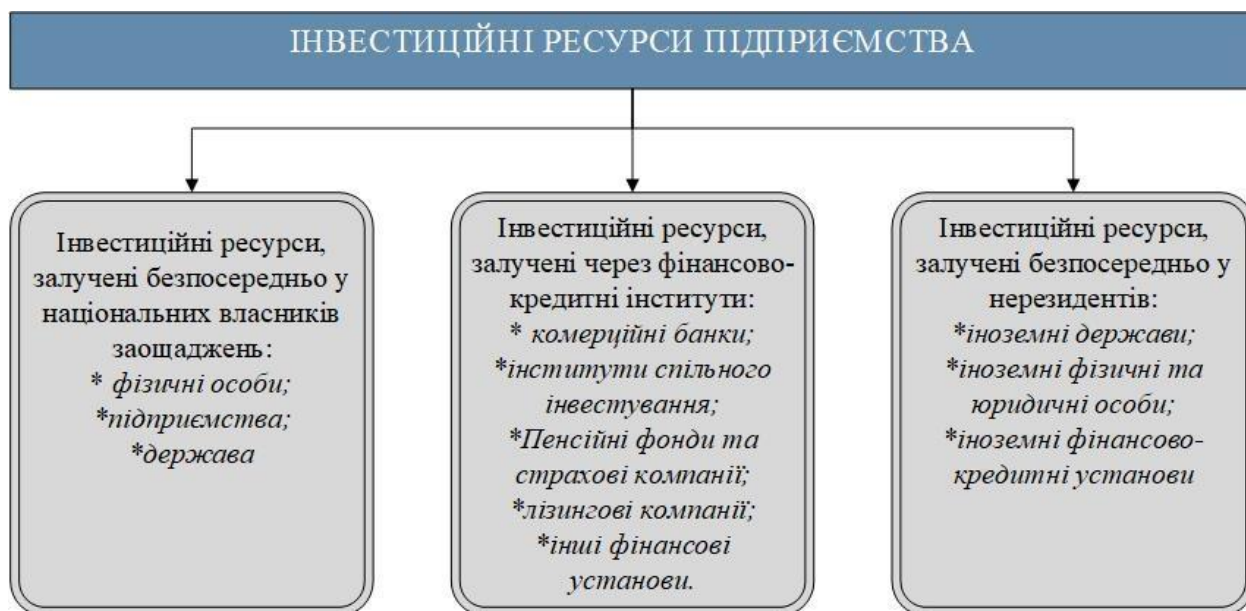 ІНВЕСТИЦІЙНІ РЕСУРСИ ПІДПРИЄМСТВА
Інвестиційні ресурси,
залучені безпосередньо у
національних власників
заощаджень:
* фізичні особи;
*підприємства;
*держава
Інвестиційні ресурси,
залучені через фінансово-
кредитні інститути:
* комерційні банки;
*інститути спільного
інвестування;
*Пенсійні фонди та
страхові компанії;
*лізингові компанії;
*інші фінансові
установи.
Інвестиційні ресурси,
залучені безпосередньо у
нерезидентів:
*іноземні держави;
*іноземні фізичні та
юридичні особи;
*іноземні фінансово-
кредитні установи